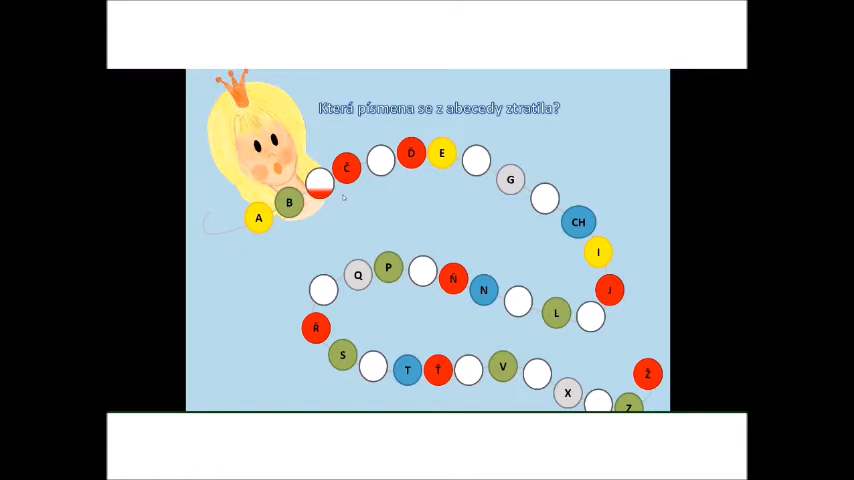 Která písmena se z abecedy ztratila?
A B Č Ď E G CH I J
L N Ň P Q
Ř S T Ť V X Z Ž